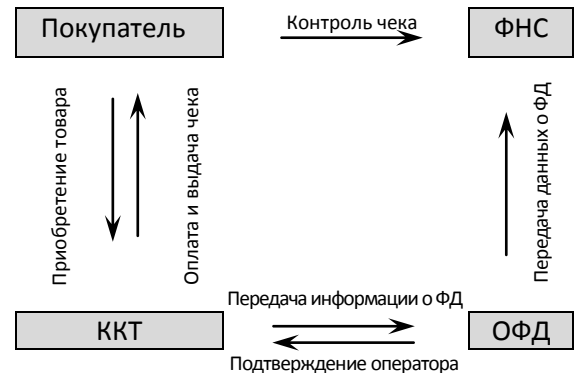 Покупатель
Контроль чека
ФНС
Приобретение товара
Оплата и выдача чека
Передача данных о ФД
Передача информации о ФД
ККТ
ОФД
Подтверждение оператора